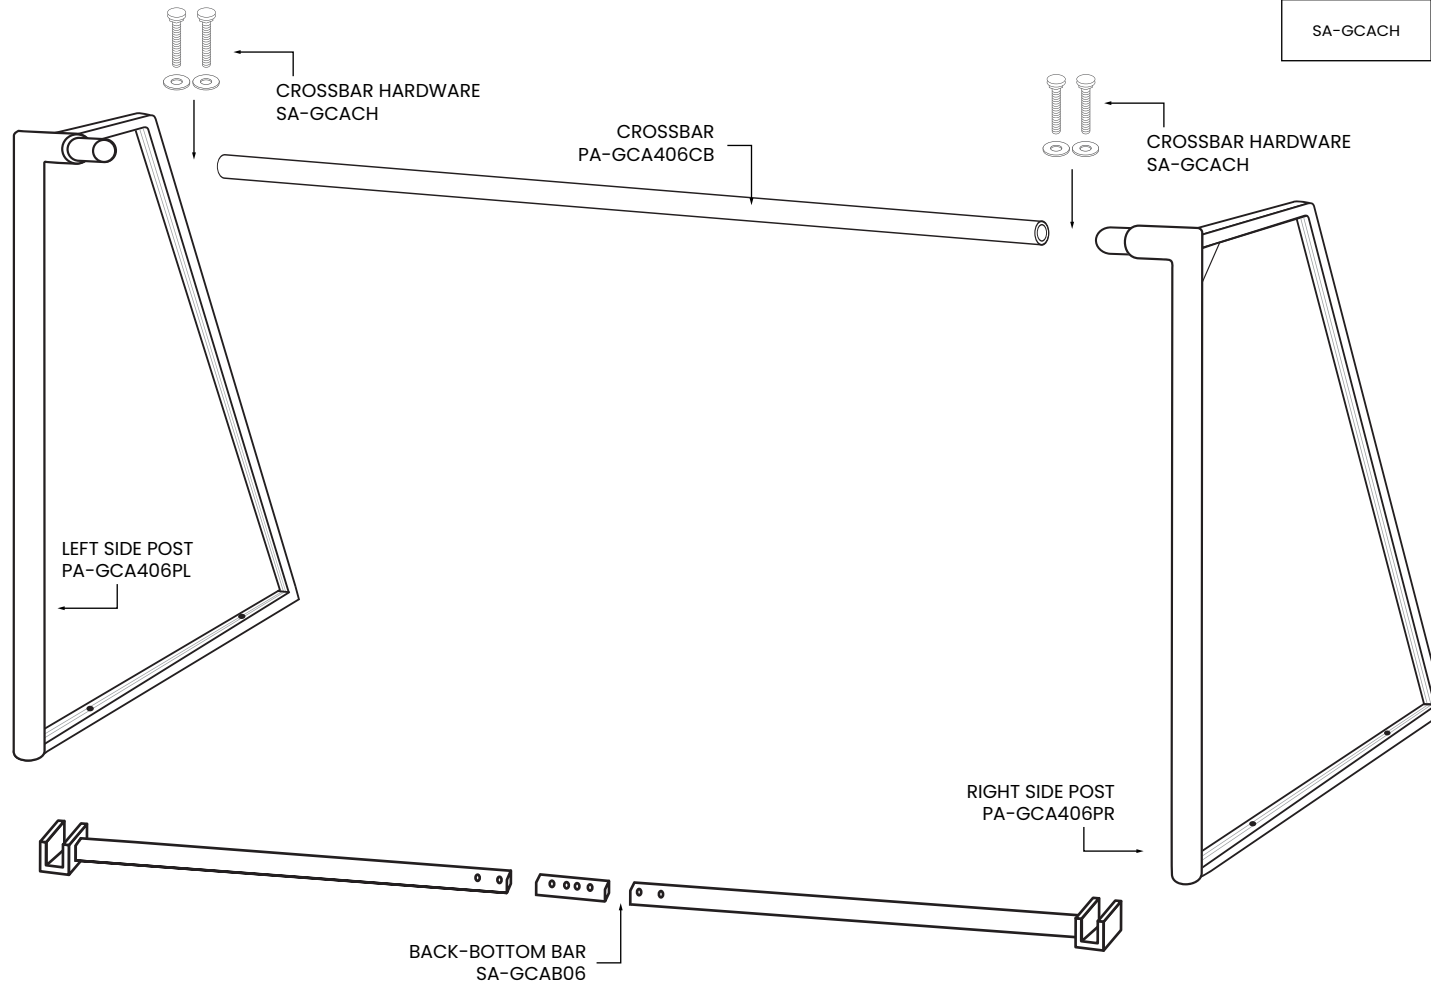 SA-GCACH
CROSSBAR HARDWARE
SA-GCACH
CROSSBAR
PA-GCA406CB
CROSSBAR HARDWARE
SA-GCACH
LEFT SIDE POST
PA-GCA406PL
RIGHT SIDE POST
PA-GCA406PR
BACK-BOTTOM BAR
SA-GCAB06